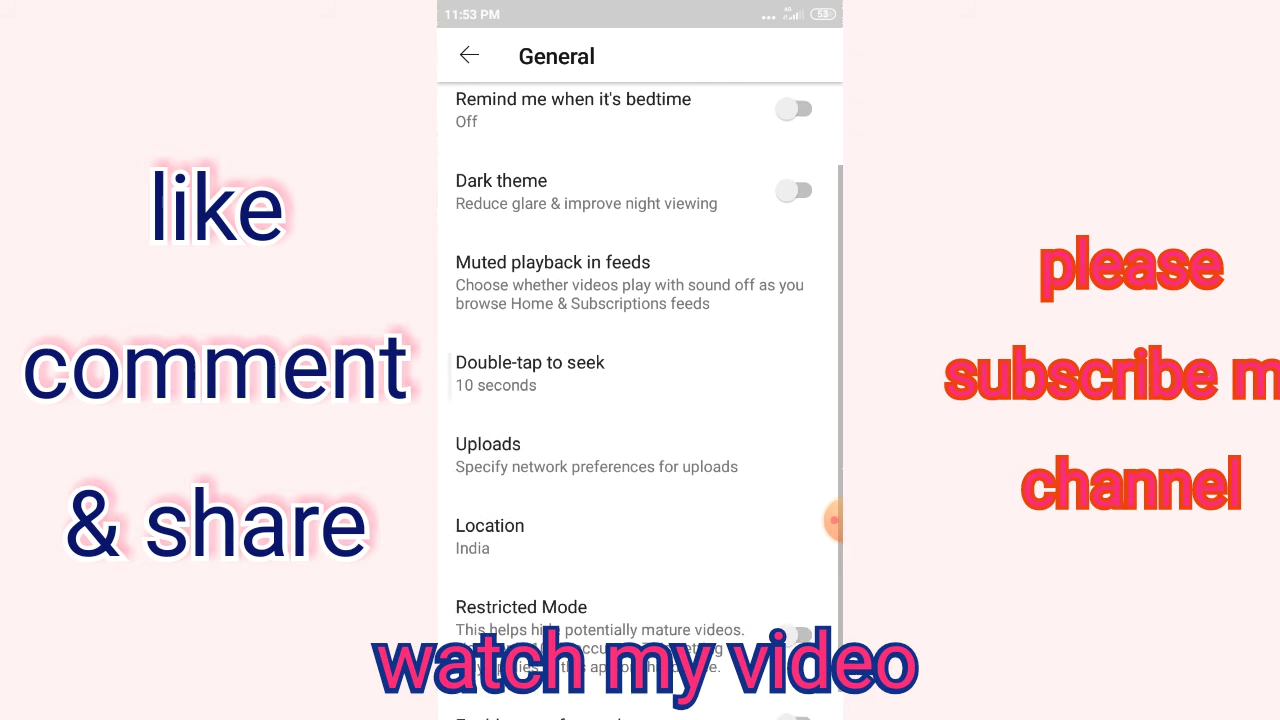 11:53 PM
4G
53
General
Remind me when it's bedtime
Off
Dark theme
Reduce glare & improve night viewing
Muted playback in feeds
Choose whether videos play with sound off as you
browse Home & Subscriptions feeds
Double-tap to seek
10 seconds
Uploads
Specify network preferences for uploads
Location
India
Restricted Mode
This helps hide potentially mature videos.
watch my video
like
comment
& share
please
subscribe m
channel